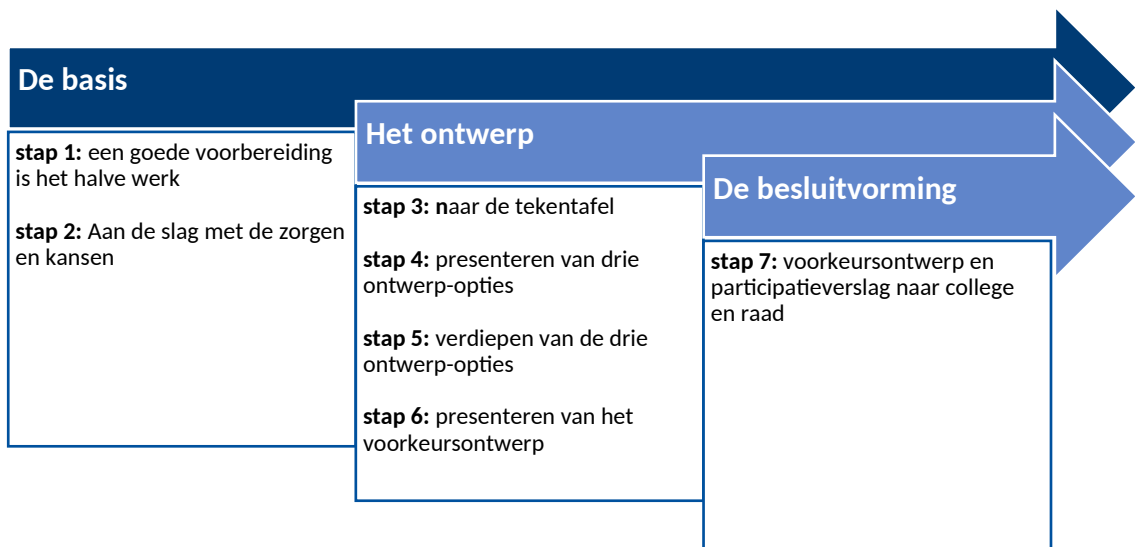 De basis
stap 1: een goede voorbereiding
is het halve werk
stap 2: Aan de slag met de zorgen
en kansen
Het ontwerp
stap 3: naar de tekentafel
stap 4: presenteren van drie
ontwerp-opties
stap 5: verdiepen van de drie
ontwerp-opties
stap 6: presenteren van het
voorkeursontwerp
De besluitvorming
stap 7: voorkeursontwerp en
participatieverslag naar college
en raad